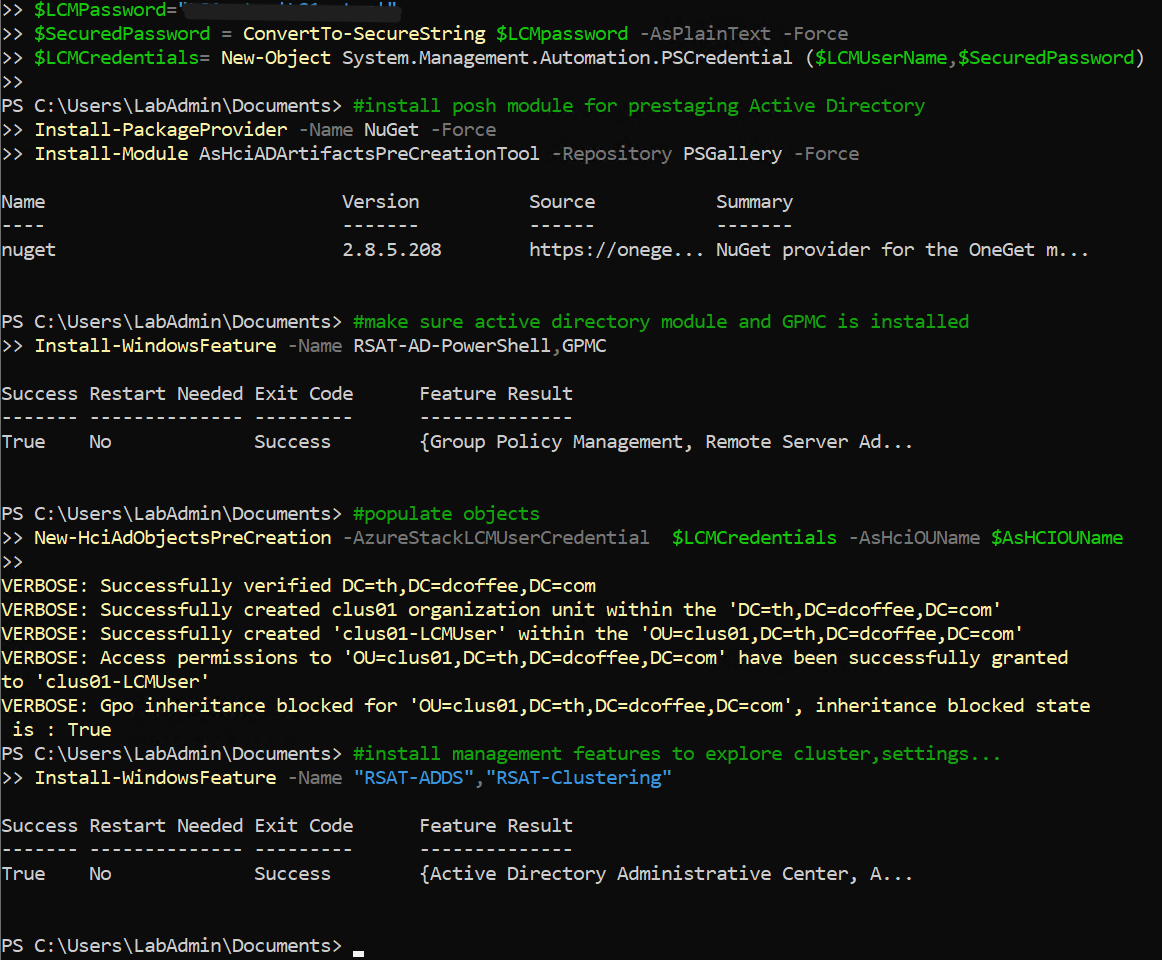 >> $LCMPassword="
>> $SecuredPassword = ConvertTo-SecureString $LCMpassword -AsPlainText -Force
>> $LCMCredentials= New-Object System.Management.Automation.PSCredential ($LCMUserName,$SecuredPassword)
>>
PS C:\Users\LabAdmin\Documents> #install posh module for prestaging Active Directory
>> Install-PackageProvider -Name NuGet -Force
>> Install-Module AsHciADArtifactsPreCreationTool -Repository PSGallery -Force
Name Version Source Summary
---- ------- ------ -------
nuget 2.8.5.208 https://onege... NuGet provider for the OneGet m...
PS C:\Users\LabAdmin\Documents> #make sure active directory module and GPMC is installed
>> Install-WindowsFeature -Name RSAT-AD-PowerShell,GPMC
Success Restart Needed Exit Code Feature Result
------- -------------- --------- --------------
True No Success {Group Policy Management, Remote Server Ad...
PS C:\Users\LabAdmin\Documents> #populate objects
>> New-HciAdObjectsPreCreation -AzureStackLCMUserCredential $LCMCredentials -AsHciOUName $AsHCIOUName
>>
VERBOSE: Successfully verified DC=th,DC=dcoffee,DC=com
VERBOSE: Successfully created clus01 organization unit within the 'DC=th,DC=dcoffee,DC=com'
VERBOSE: Successfully created 'clus01-LCMUser' within the 'OU=clus01,DC=th,DC=dcoffee,DC=com'
VERBOSE: Access permissions to 'OU=clus01,DC=th,DC=dcoffee,DC=com' have been successfully granted
to 'clus01-LCMUser'
VERBOSE: Gpo inheritance blocked for 'OU=clus01,DC=th,DC=dcoffee,DC=com', inheritance blocked state
is : True
PS C:\Users\LabAdmin\Documents> #install management features to explore cluster,settings...
>> Install-WindowsFeature -Name "RSAT-ADDS","RSAT-Clustering"
Success Restart Needed Exit Code Feature Result
------- -------------- --------- --------------
True No Success {Active Directory Administrative Center, A...
PS C:\Users\LabAdmin\Documents>